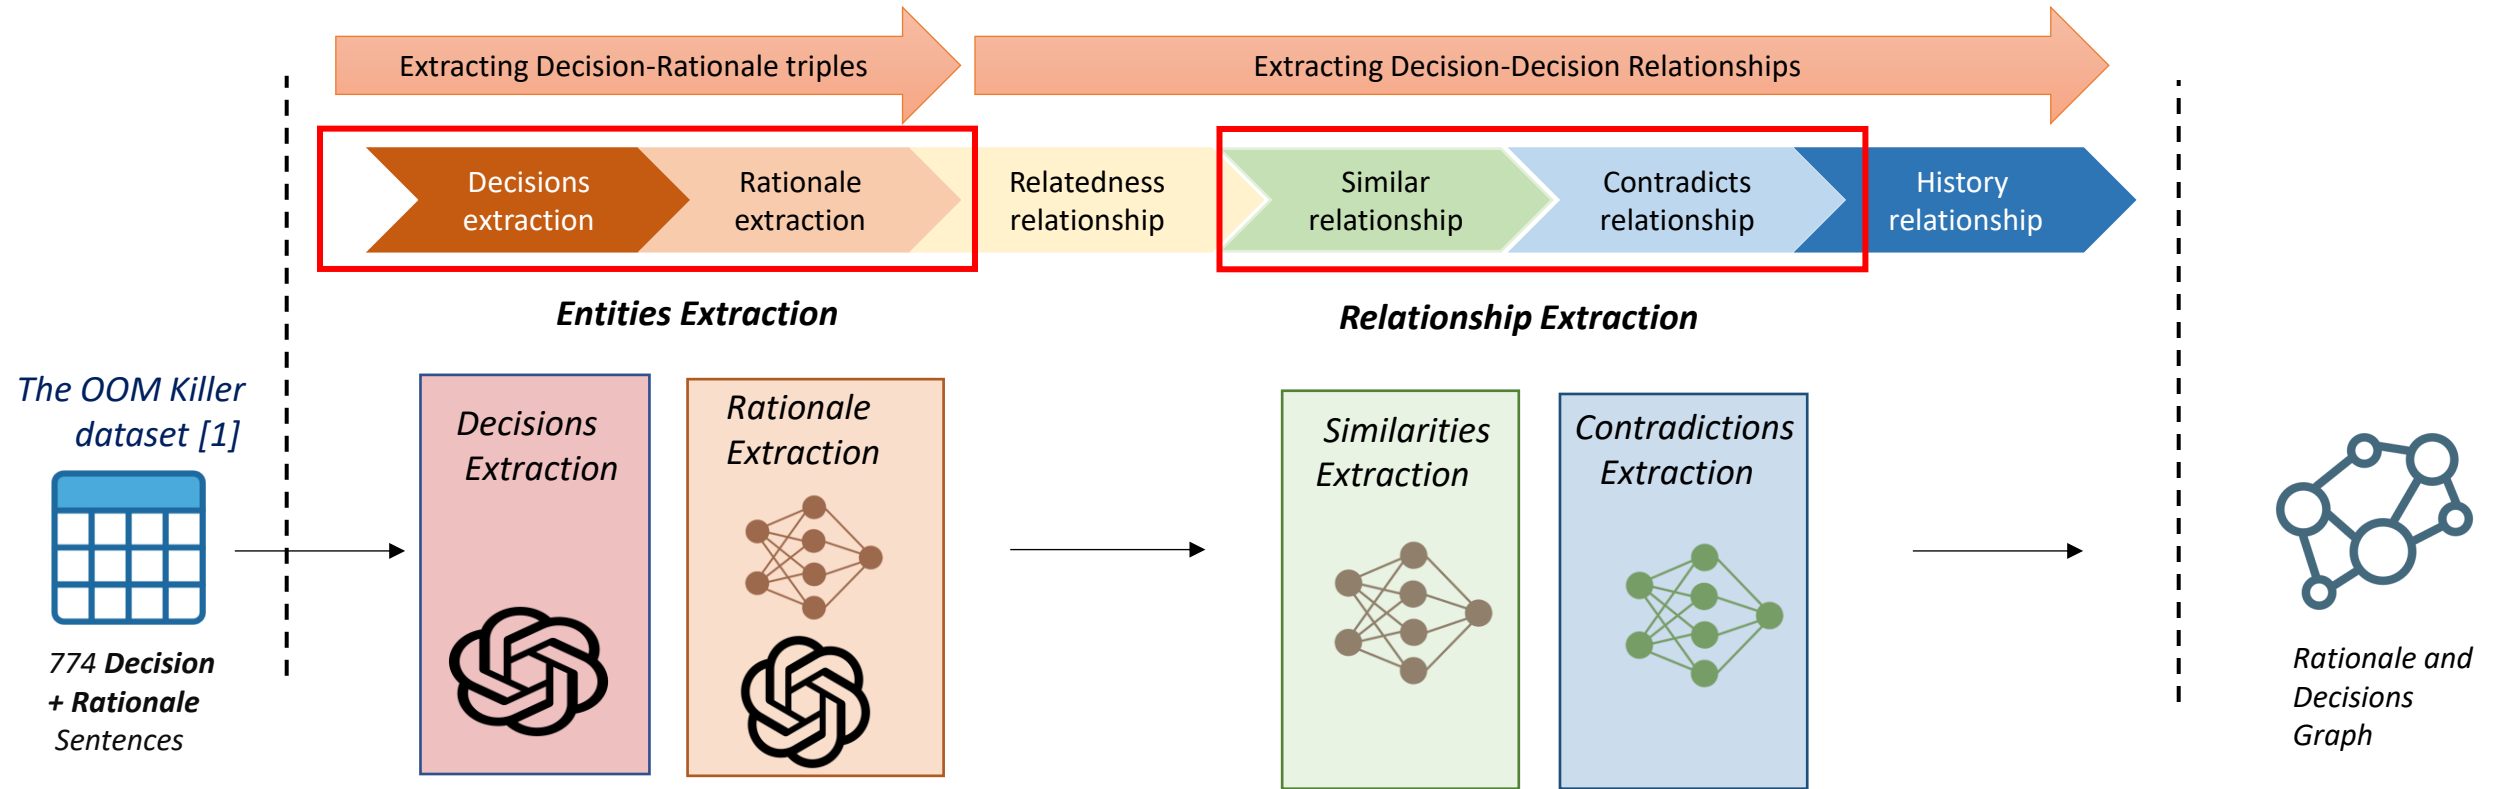 Extracting Decision-Rationale triples
Extracting Decision-Decision Relationships
Decisions
extraction
Rationale
extraction
Relatedness
relationship
Similar
relationship
Contradicts
relationship
History
relationship
Entities Extraction
Relationship Extraction
The OOM Killer
dataset [1]
774 Decision
+ Rationale
Sentences
Decisions
Extraction
Rationale
Extraction
Similarities
Extraction
Contradictions
Extraction
Rationale and
Decisions
Graph